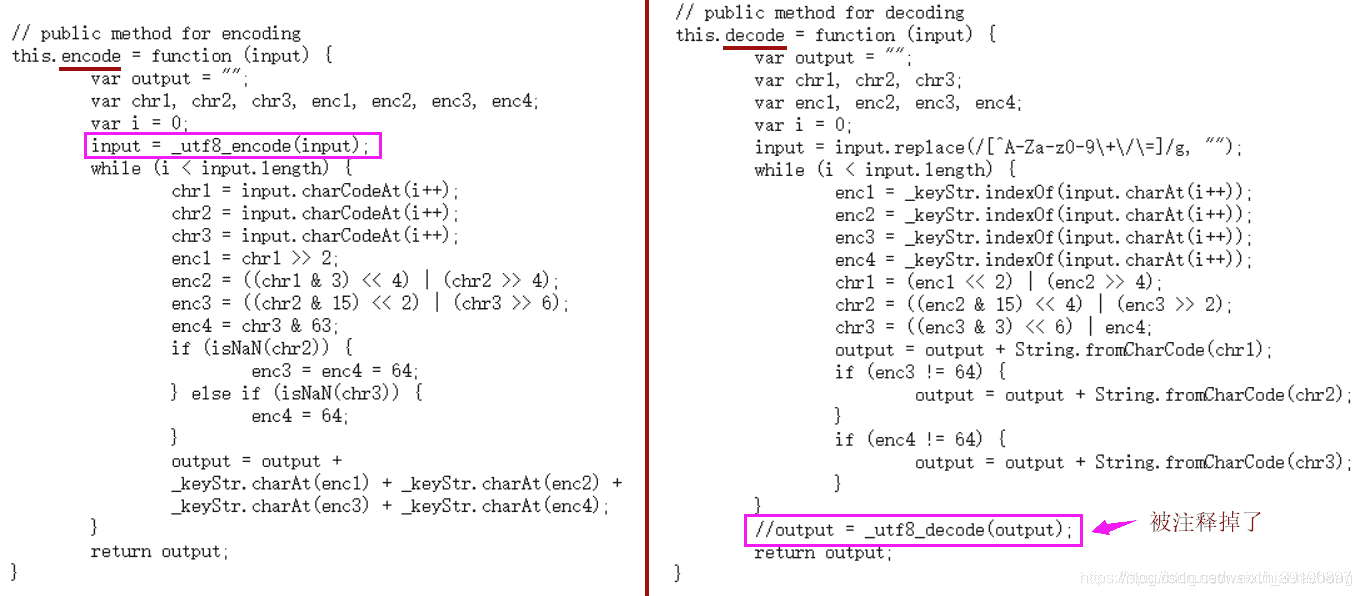 // public method for encoding
this.encode = function (input) {
var output = "";
var chr1, chr2, chr3, enc1, enc2, enc3, enc4;
var i = 0;
input = _utf8_encode(input);
while (i < input.length) {
chr1 = input.charCodeAt(i++);
chr2 = input.charCodeAt(i++);
chr3 = input.charCodeAt(i++);
enc1 = chr1 >> 2;
enc2 = ((chr1 & 3) << 4) | (chr2 >> 4);
enc3 = ((chr2 & 15) << 2) | (chr3 >> 6);
enc4 = chr3 & 63;
if (isNaN(chr2)) {
enc3 = enc4 = 64;
} else if (isNaN(chr3)) {
enc4 = 64;
}
output = output +
_keyStr.charAt(enc1) + _keyStr.charAt(enc2) +
_keyStr.charAt(enc3) + _keyStr.charAt(enc4);
}
return output;
}
// public method for decoding
this.decode = function (input) {
var output = "";
var chr1, chr2, chr3;
var enc1, enc2, enc3, enc4;
var i = 0;
input = input.replace(/[^A-Za-z0-9\+\/\=]/g, "");
while (i < input.length) {
enc1 = _keyStr.indexOf(input.charAt(i++));
enc2 = _keyStr.indexOf(input.charAt(i++));
enc3 = _keyStr.indexOf(input.charAt(i++));
enc4 = _keyStr.indexOf(input.charAt(i++));
chr1 = (enc1 << 2) | (enc2 >> 4);
chr2 = ((enc2 & 15) << 4) | (enc3 >> 2);
chr3 = ((enc3 & 3) << 6) | enc4;
output = output + String.fromCharCode(chr1);
if (enc3 != 64) {
output = output + String.fromCharCode(chr2);
}
if (enc4 != 64) {
output = output + String.fromCharCode(chr3);
}
}
//output = _utf8_decode(output);
被注释掉了
return output;
}